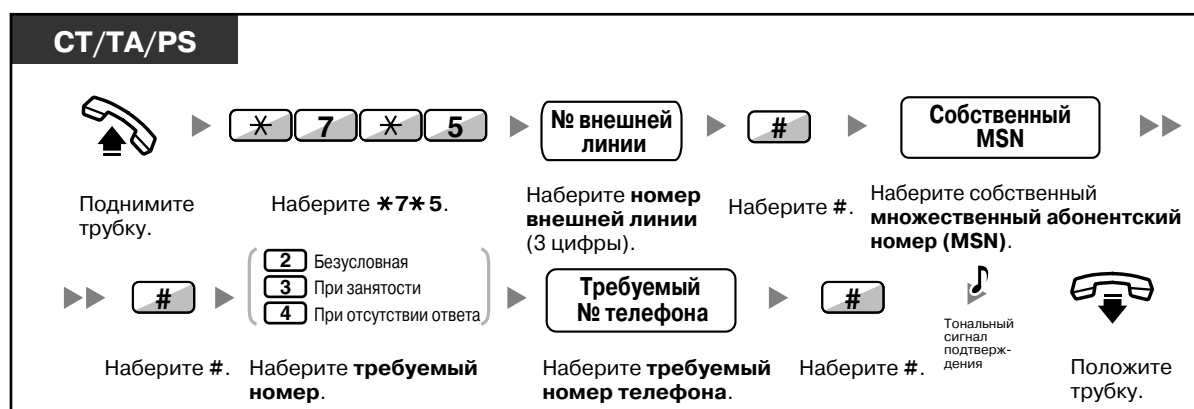 CT/TA/PS
✳ 7 ✳ 5
№ внешней
линии
#
Собственный
MSN
Поднимите
трубку.
Наберите ✳7✳5.
Наберите номер
внешней линии
(3 цифры).
Наберите #.
Наберите собственный
множественный абонентский
номер (MSN).
#
2 Безусловная
3 При занятости
4 При отсутствии ответа
Требуемый
№ телефона
#
Тональный
сигнал
подтверж-
дения
Наберите #.
Наберите требуемый
номер.
Наберите требуемый
номер телефона.
Наберите #.
Положите
трубку.